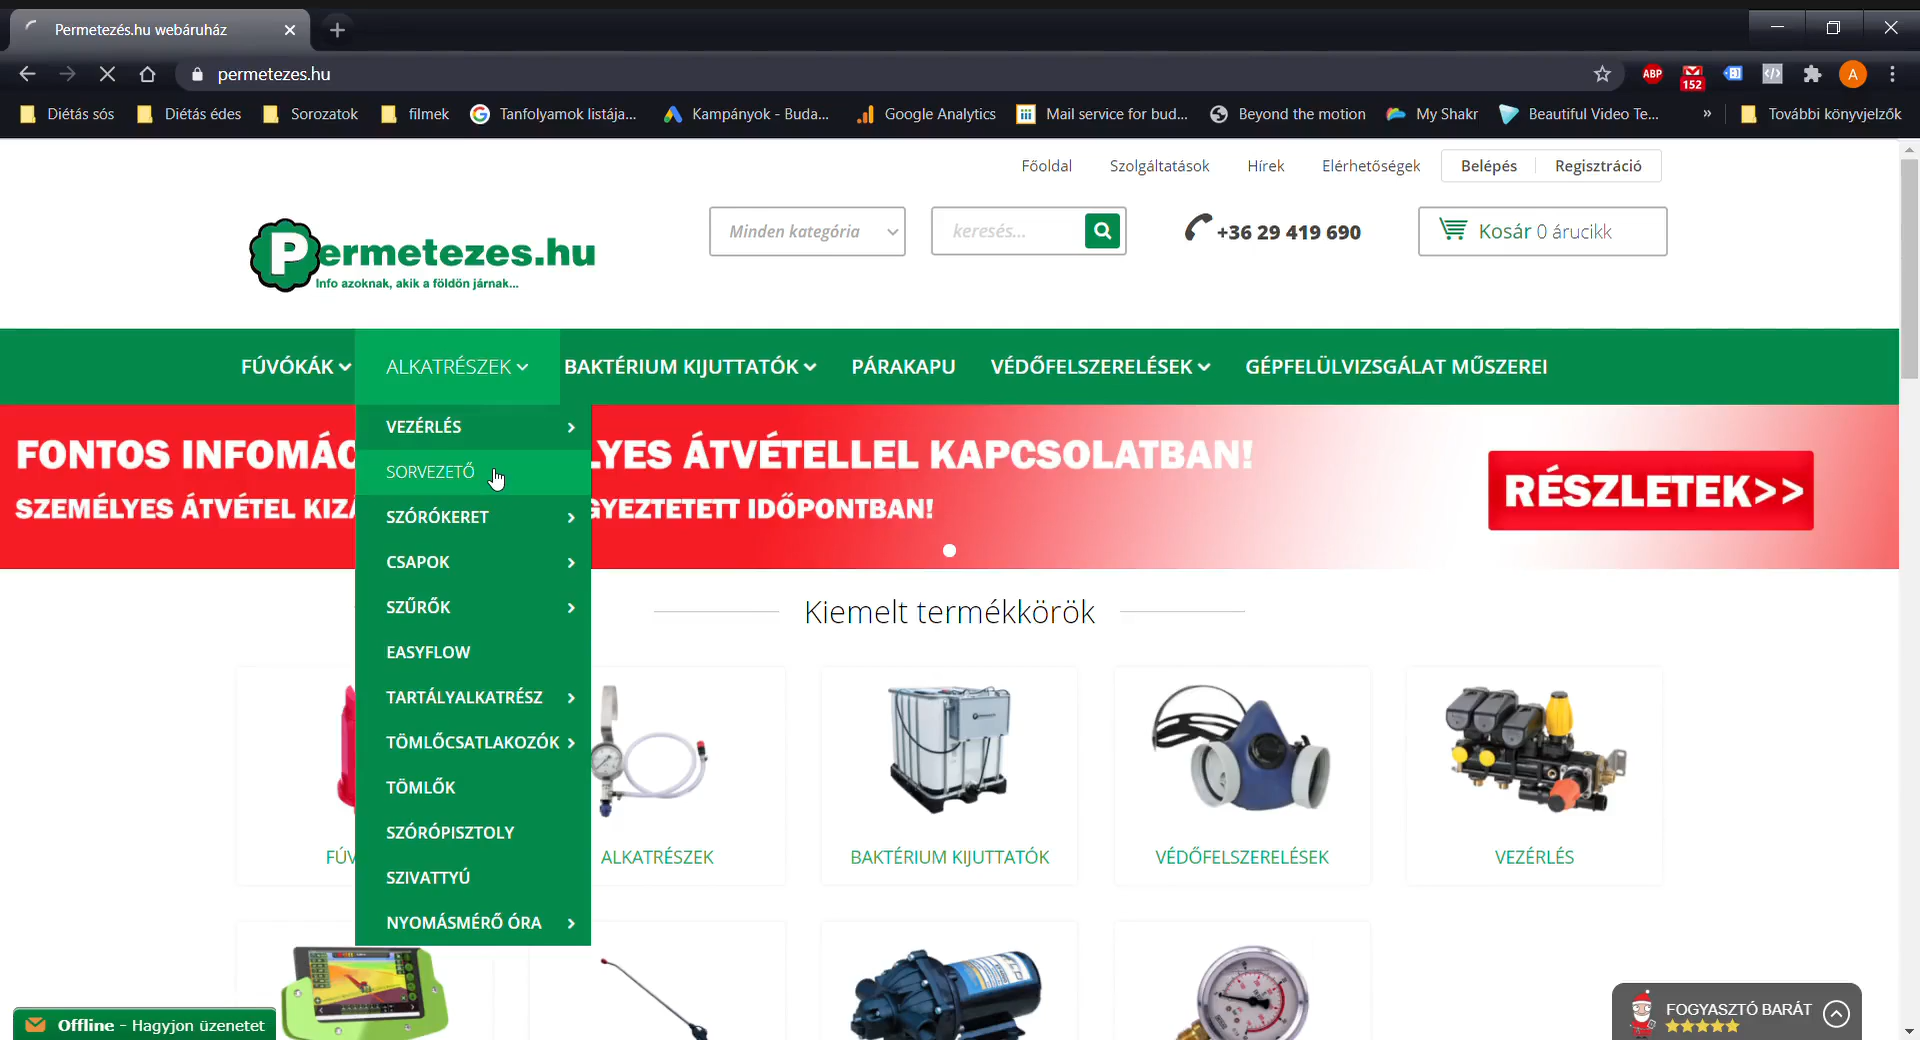 Permetezés.hu webáruház
permetezes.hu
ABP
152
A
Diétás sós
Diétás édes
Sorozatok
filmek
Tanfolyamok listája...
Kampányok - Buda...
Google Analytics
Mail service for bud...
Beyond the motion
My Shakr
Beautiful Video Te...
»
További könyvjelzők
Főoldal
Szolgáltatások
Hírek
Elérhetőségek
Belépés
Regisztráció
Permetezes.hu
Info azoknak, akik a földön járnak...
Minden kategória
keresés...
+36 29 419 690
Kosár 0 árucikk
FÚVÓKÁK
ALKATRÉSZEK
BAKTÉRIUM KIJUTTATÓK
PÁRAKAPU
VÉDŐFELSZERELÉSEK
GÉPFELÜLVIZSGÁLAT MŰSZEREI
VEZÉRLÉS
SORVEZETŐ
SZÓRÓKERET
CSAPOK
SZŰRŐK
EASYFLOW
TARTÁLYALKATRÉSZ
TÖMLŐCSATLAKOZÓK
TÖMLŐK
SZÓRÓPISZTOLY
SZIVATTYÚ
NYOMÁSMÉRŐ ÓRA
FONTOS INFOMÁC LYES ÁTVÉTELLEL KAPCSOLATBAN!
SZEMÉLYES ÁTVÉTEL KIZÁ GYEZTETETT IDŐPONTBAN!
RÉSZLETEK>>
Kiemelt termékkörök
FÚV
ALKATRÉSZEK
BAKTÉRIUM KIJUTTATÓK
VÉDŐFELSZERELÉSEK
VEZÉRLÉS
Offline - Hagyjon üzenetet
FOGYASZTÓ BARÁT